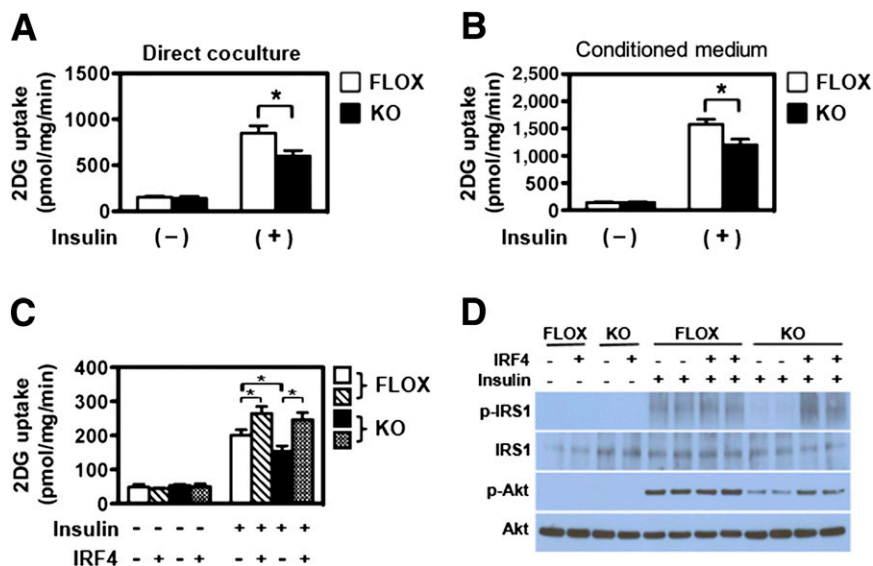 A
Direct coculture
2DG uptake
(pmol/mg/min)
1500
1000
500
0
*
FLOX
KO
Insulin (−) (+)
B
Conditioned medium
2DG uptake
(pmol/mg/min)
2,500
2,000
1,500
1,000
500
0
*
FLOX
KO
Insulin (−) (+)
C
2DG uptake
(pmol/mg/min)
400
300
200
100
0
*
* *
FLOX
KO
Insulin - - - - + + + +
IRF4 - + - + - + - +
D
FLOX KO FLOX KO
IRF4 - + - + - - + + - - + +
Insulin - - - - + + + + + + + +
p-IRS1
IRS1
p-Akt
Akt